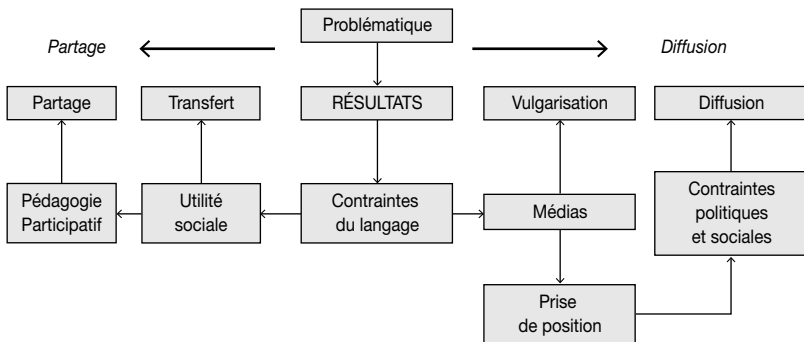 Problématique
Partage
Diffusion
Partage
Transfert
RÉSULTATS
Vulgarisation
Diffusion
Pédagogie
Participatif
Utilité
sociale
Contraintes
du langage
Médias
Contraintes
politiques
et sociales
Prise
de position